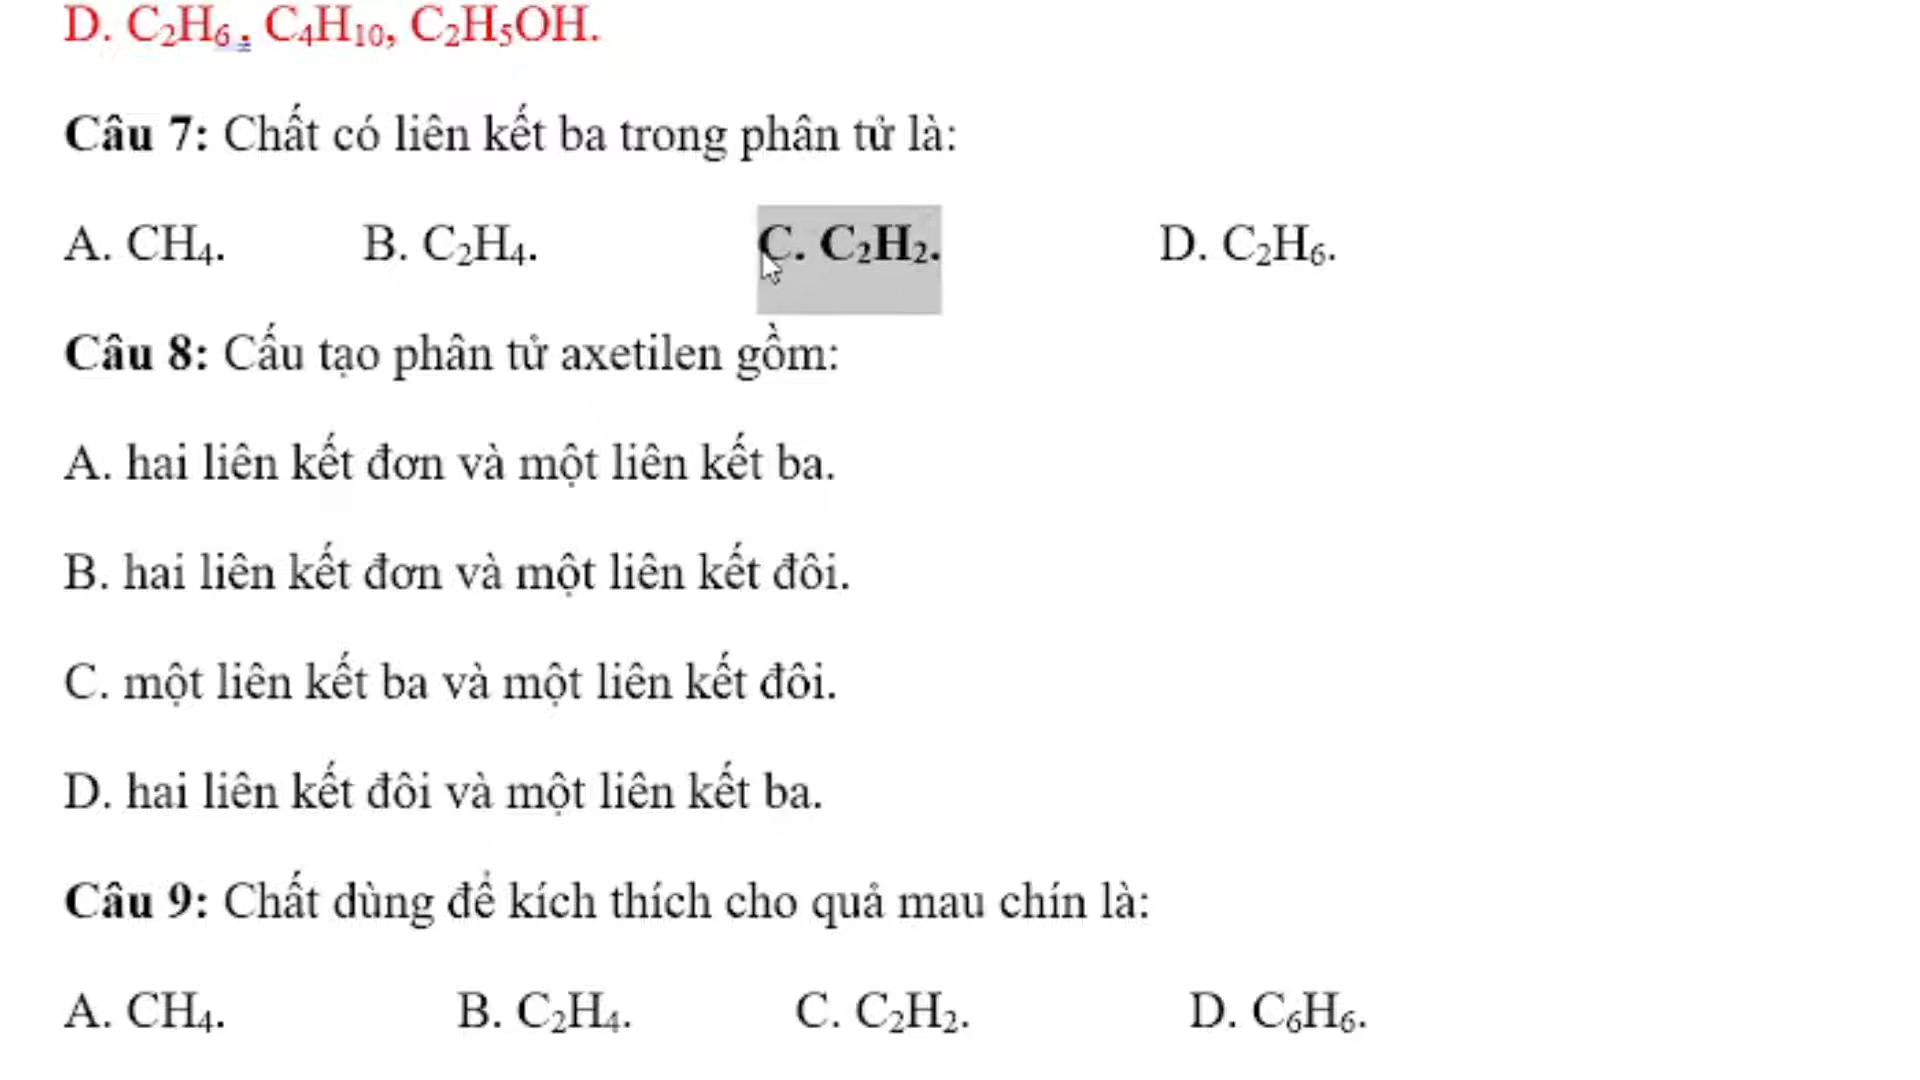 D. C₂H₆ , C₄H₁₀, C₂H₅OH.
Câu 7: Chất có liên kết ba trong phân tử là:
A. CH₄. B. C₂H₄. C. C₂H₂. D. C₂H₆.
Câu 8: Cấu tạo phân tử axetilen gồm:
A. hai liên kết đơn và một liên kết ba.
B. hai liên kết đơn và một liên kết đôi.
C. một liên kết ba và một liên kết đôi.
D. hai liên kết đôi và một liên kết ba.
Câu 9: Chất dùng để kích thích cho quả mau chín là:
A. CH₄. B. C₂H₄. C. C₂H₂. D. C₆H₆.